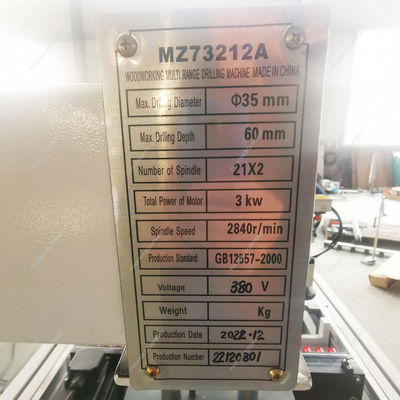 MZ73212A
WOODWORKING MULTI RANGE DRILLING MACHINE MADE IN CHINA
Max. Drilling Diameter Φ35 mm
Max. Drilling Depth 60 mm
Number of Spindle 21X2
Total Power of Motor 3 kw
Spindle Speed 2840r/min
Production Standard GB12557-2000
Voltage 380 V
Weight Kg
Production Date 2022.12
Production Number 22120801